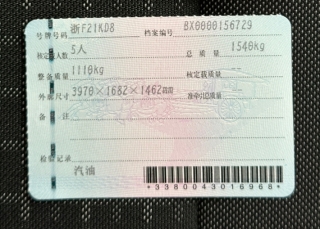 号牌号码 浙F21KD8 档案编号 BX0000156729
核定载人数 5人 总质量 1540kg
整备质量 1110kg 核定载质量
外廓尺寸 3970×1682×1462mm 准牵引总质量
备注
检验记录
汽油
*3380043016968*